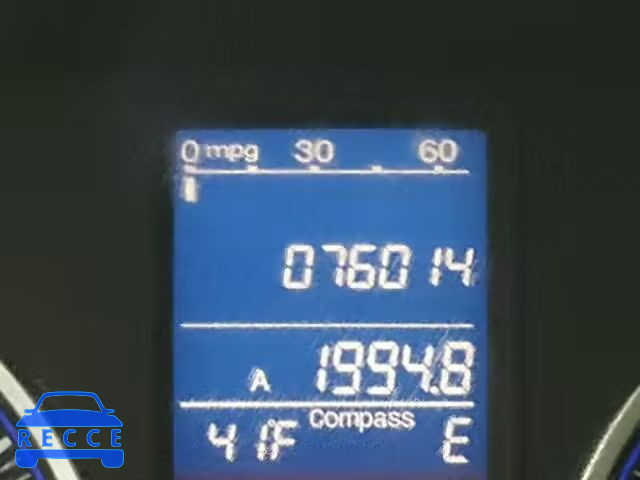 0 mpg 30 60
076014
A 1994.8
Compass
41F E
RECCE